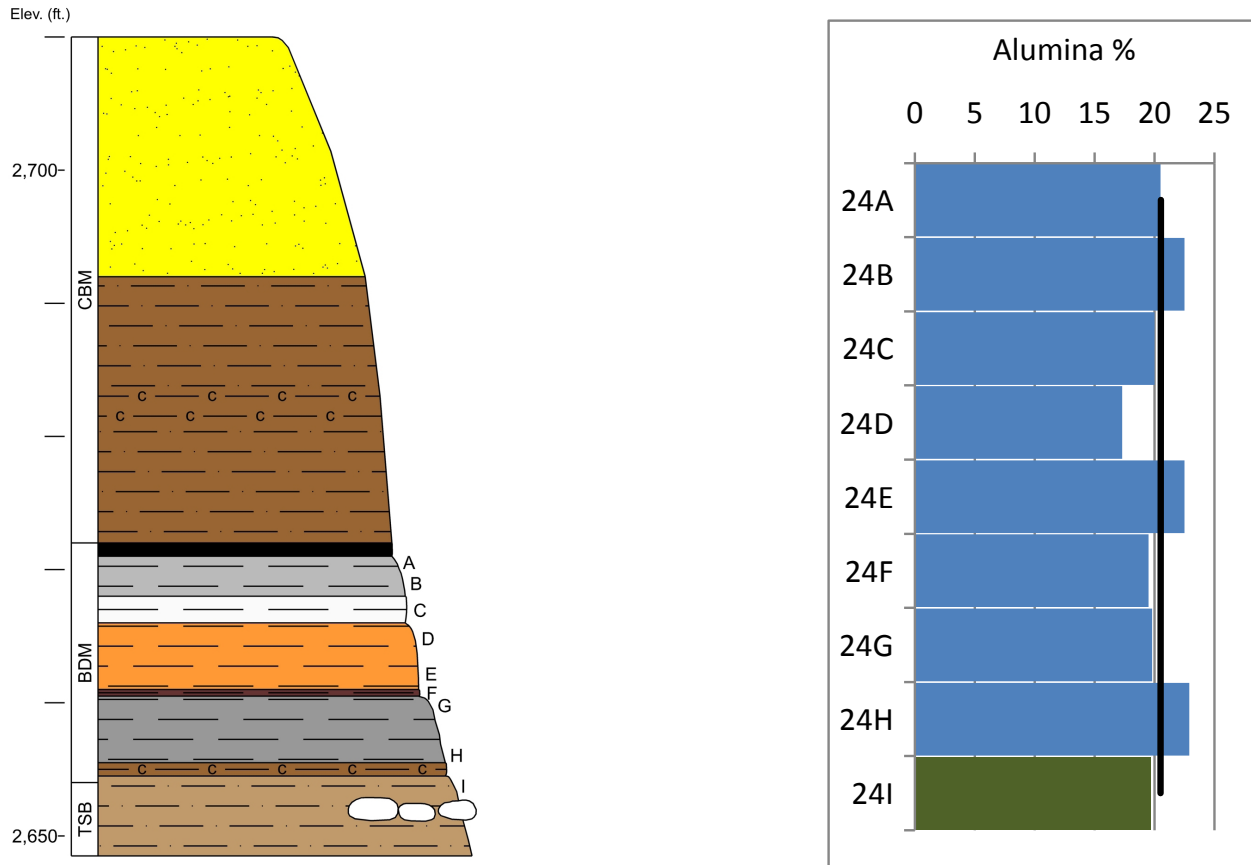 Elev. (ft.)
2,700
CBM
c c c c
c c c c
A
B
C
BDM
D
E
F
G
H
c c c c c
I
TSB
2,650
Alumina %
0 5 10 15 20 25
24A
24B
24C
24D
24E
24F
24G
24H
24I